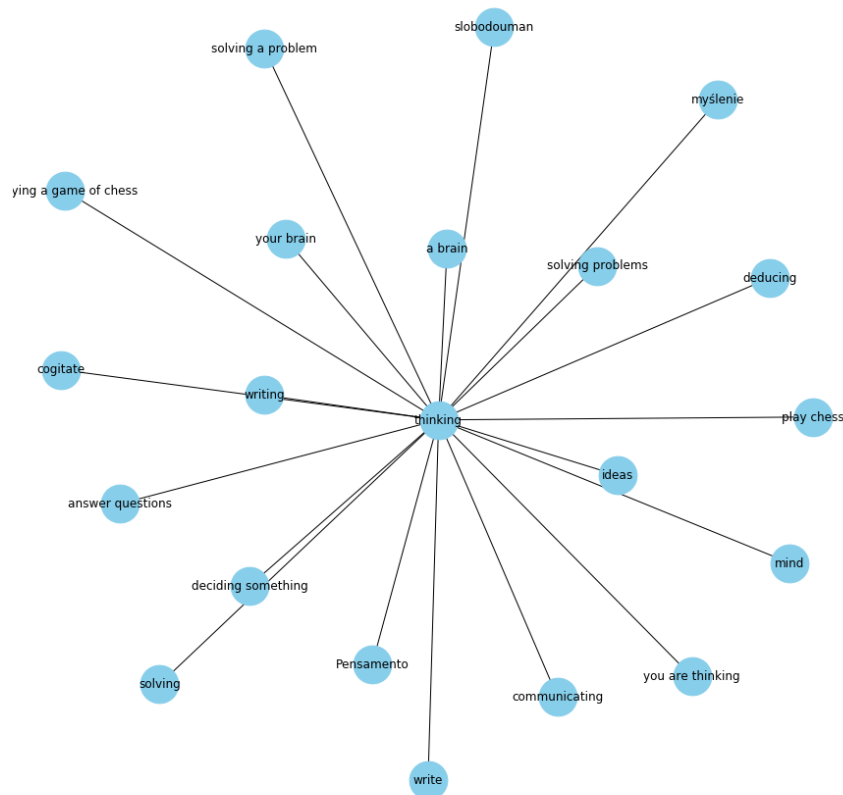 slobodouman
solving a problem
myślenie
ying a game of chess
your brain
a brain
solving problems
deducing
cogitate
writing
thinking
play chess
ideas
answer questions
mind
deciding something
Pensamento
you are thinking
solving
communicating
write